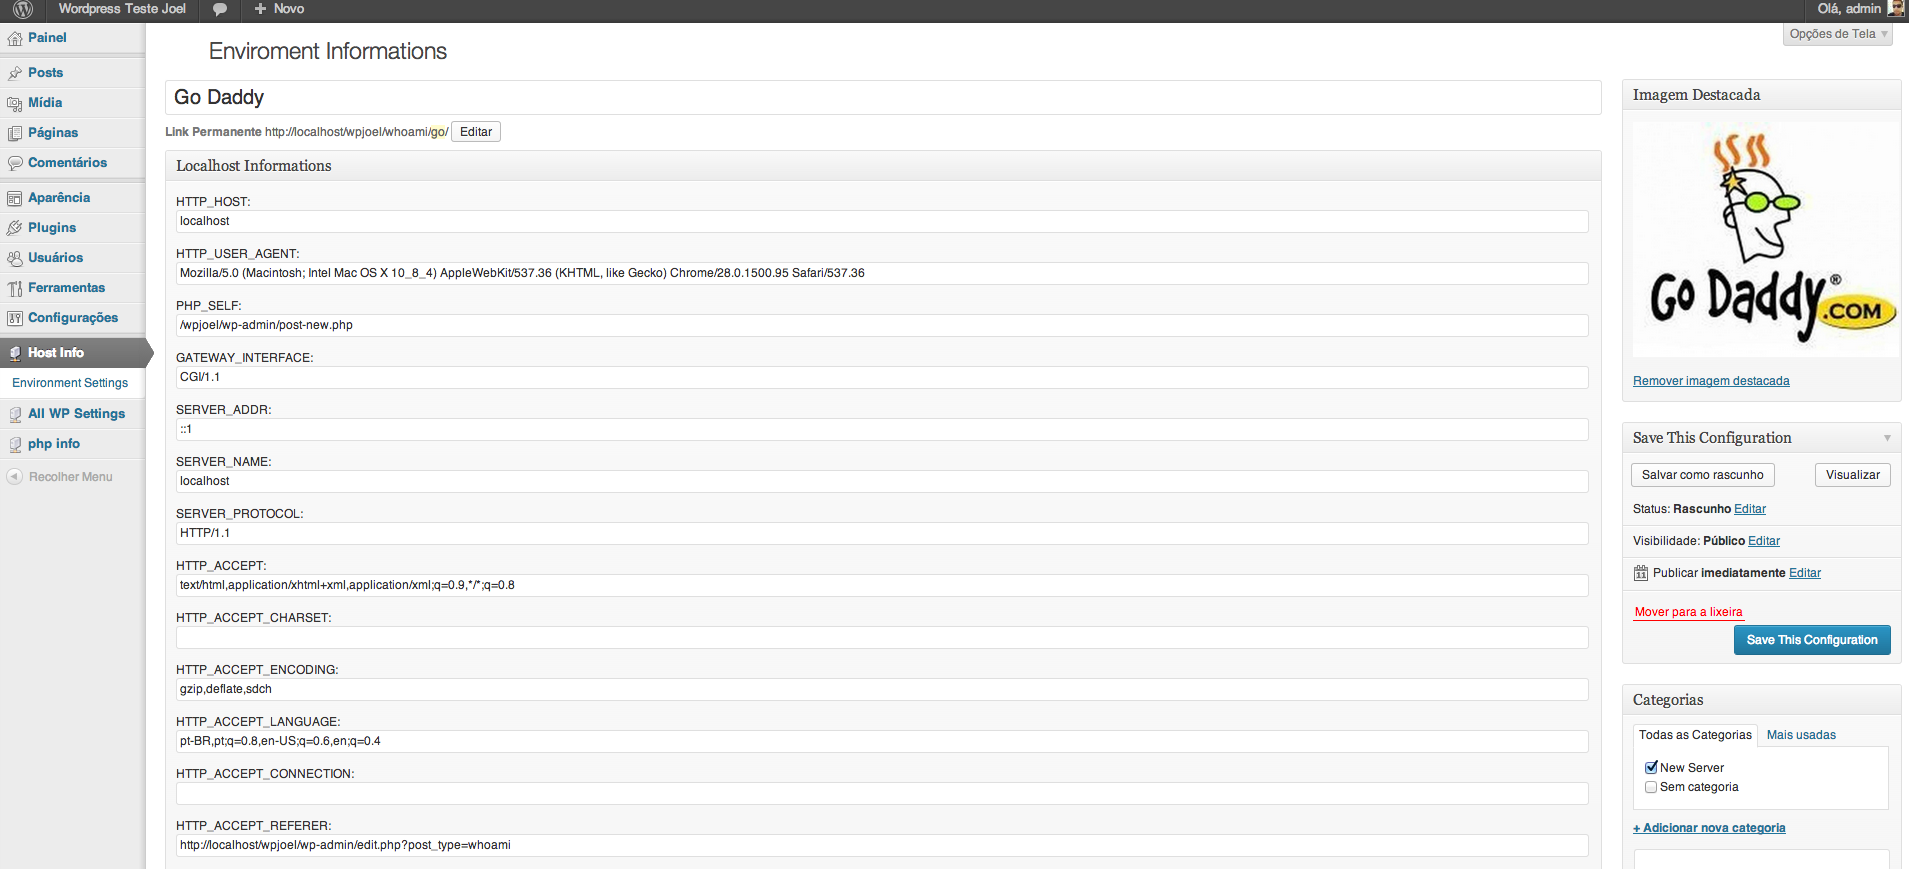 Wordpress Teste Joel
Novo
Olá, admin
Painel
Posts
Mídia
Páginas
Comentários
Aparência
Plugins
Usuários
Ferramentas
Configurações
Host Info
Environment Settings
All WP Settings
php info
Recolher Menu
Opções de Tela
Enviroment Informations
Go Daddy
Link Permanente http://localhost/wpjoel/whoami/go/ Editar
Localhost Informations
HTTP_HOST:
localhost
HTTP_USER_AGENT:
Mozilla/5.0 (Macintosh; Intel Mac OS X 10_8_4) AppleWebKit/537.36 (KHTML, like Gecko) Chrome/28.0.1500.95 Safari/537.36
PHP_SELF:
/wpjoel/wp-admin/post-new.php
GATEWAY_INTERFACE:
CGI/1.1
SERVER_ADDR:
::1
SERVER_NAME:
localhost
SERVER_PROTOCOL:
HTTP/1.1
HTTP_ACCEPT:
text/html,application/xhtml+xml,application/xml;q=0.9,*/*;q=0.8
HTTP_ACCEPT_CHARSET:
HTTP_ACCEPT_ENCODING:
gzip,deflate,sdch
HTTP_ACCEPT_LANGUAGE:
pt-BR,pt;q=0.8,en-US;q=0.6,en;q=0.4
HTTP_ACCEPT_CONNECTION:
HTTP_ACCEPT_REFERER:
http://localhost/wpjoel/wp-admin/edit.php?post_type=whoami
Imagem Destacada
Go Daddy®
.COM
Remover imagem destacada
Save This Configuration
Salvar como rascunho Visualizar
Status: Rascunho Editar
Visibilidade: Público Editar
11 Publicar imediatamente Editar
Mover para a lixeira
Save This Configuration
Categorias
Todas as Categorias Mais usadas
New Server
Sem categoria
+ Adicionar nova categoria